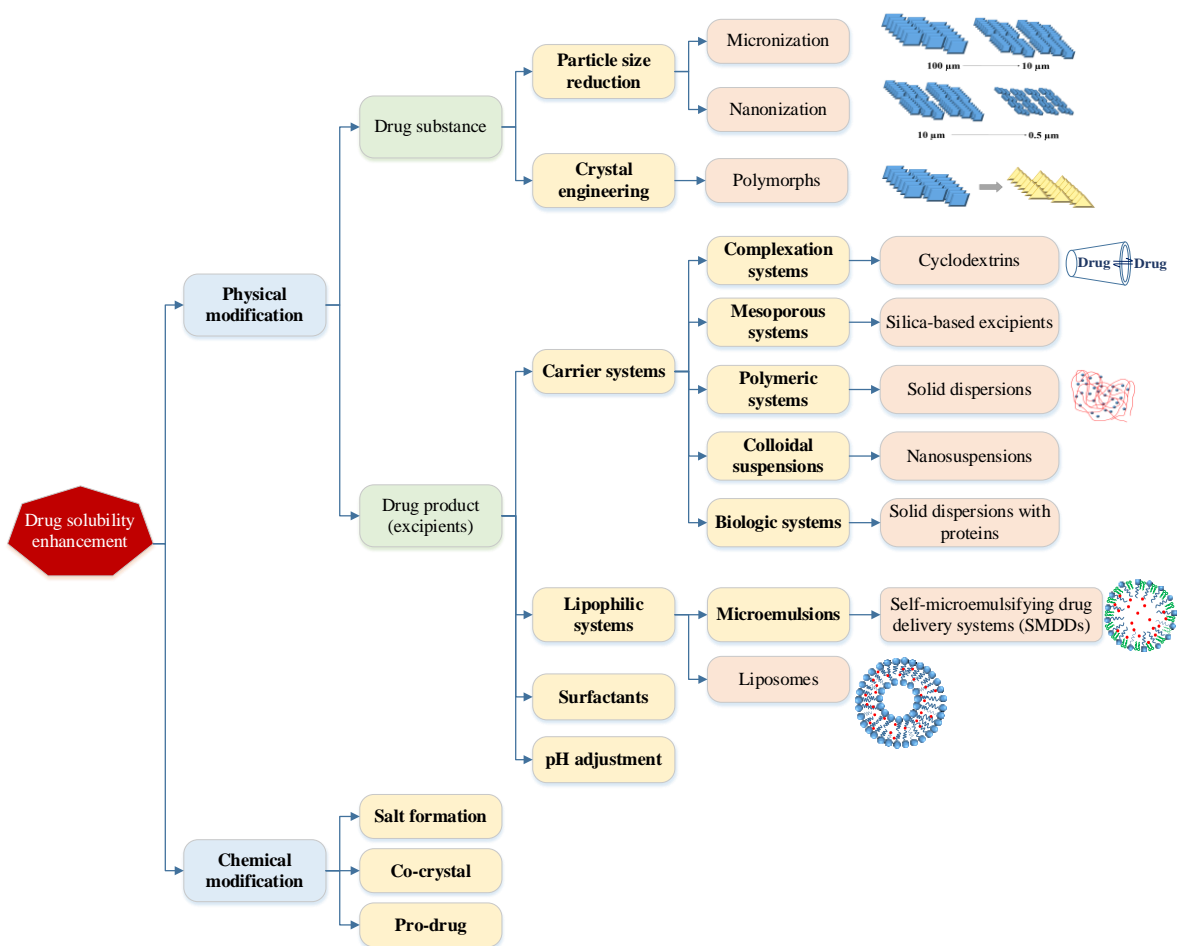 Drug solubility
enhancement
Physical
modification
Drug substance
Particle size
reduction
Micronization
100 µm
10 µm
Nanonization
10 µm
0.5 µm
Crystal
engineering
Polymorphs
Drug product
(excipients)
Carrier systems
Complexation
systems
Cyclodextrins
Drug
Drug
Mesoporous
systems
Silica-based excipients
Polymeric
systems
Solid dispersions
Colloidal
suspensions
Nanosuspensions
Biologic systems
Solid dispersions with
proteins
Lipophilic
systems
Microemulsions
Self-microemulsifying drug
delivery systems (SMDDs)
Liposomes
Surfactants
pH adjustment
Chemical
modification
Salt formation
Co-crystal
Pro-drug